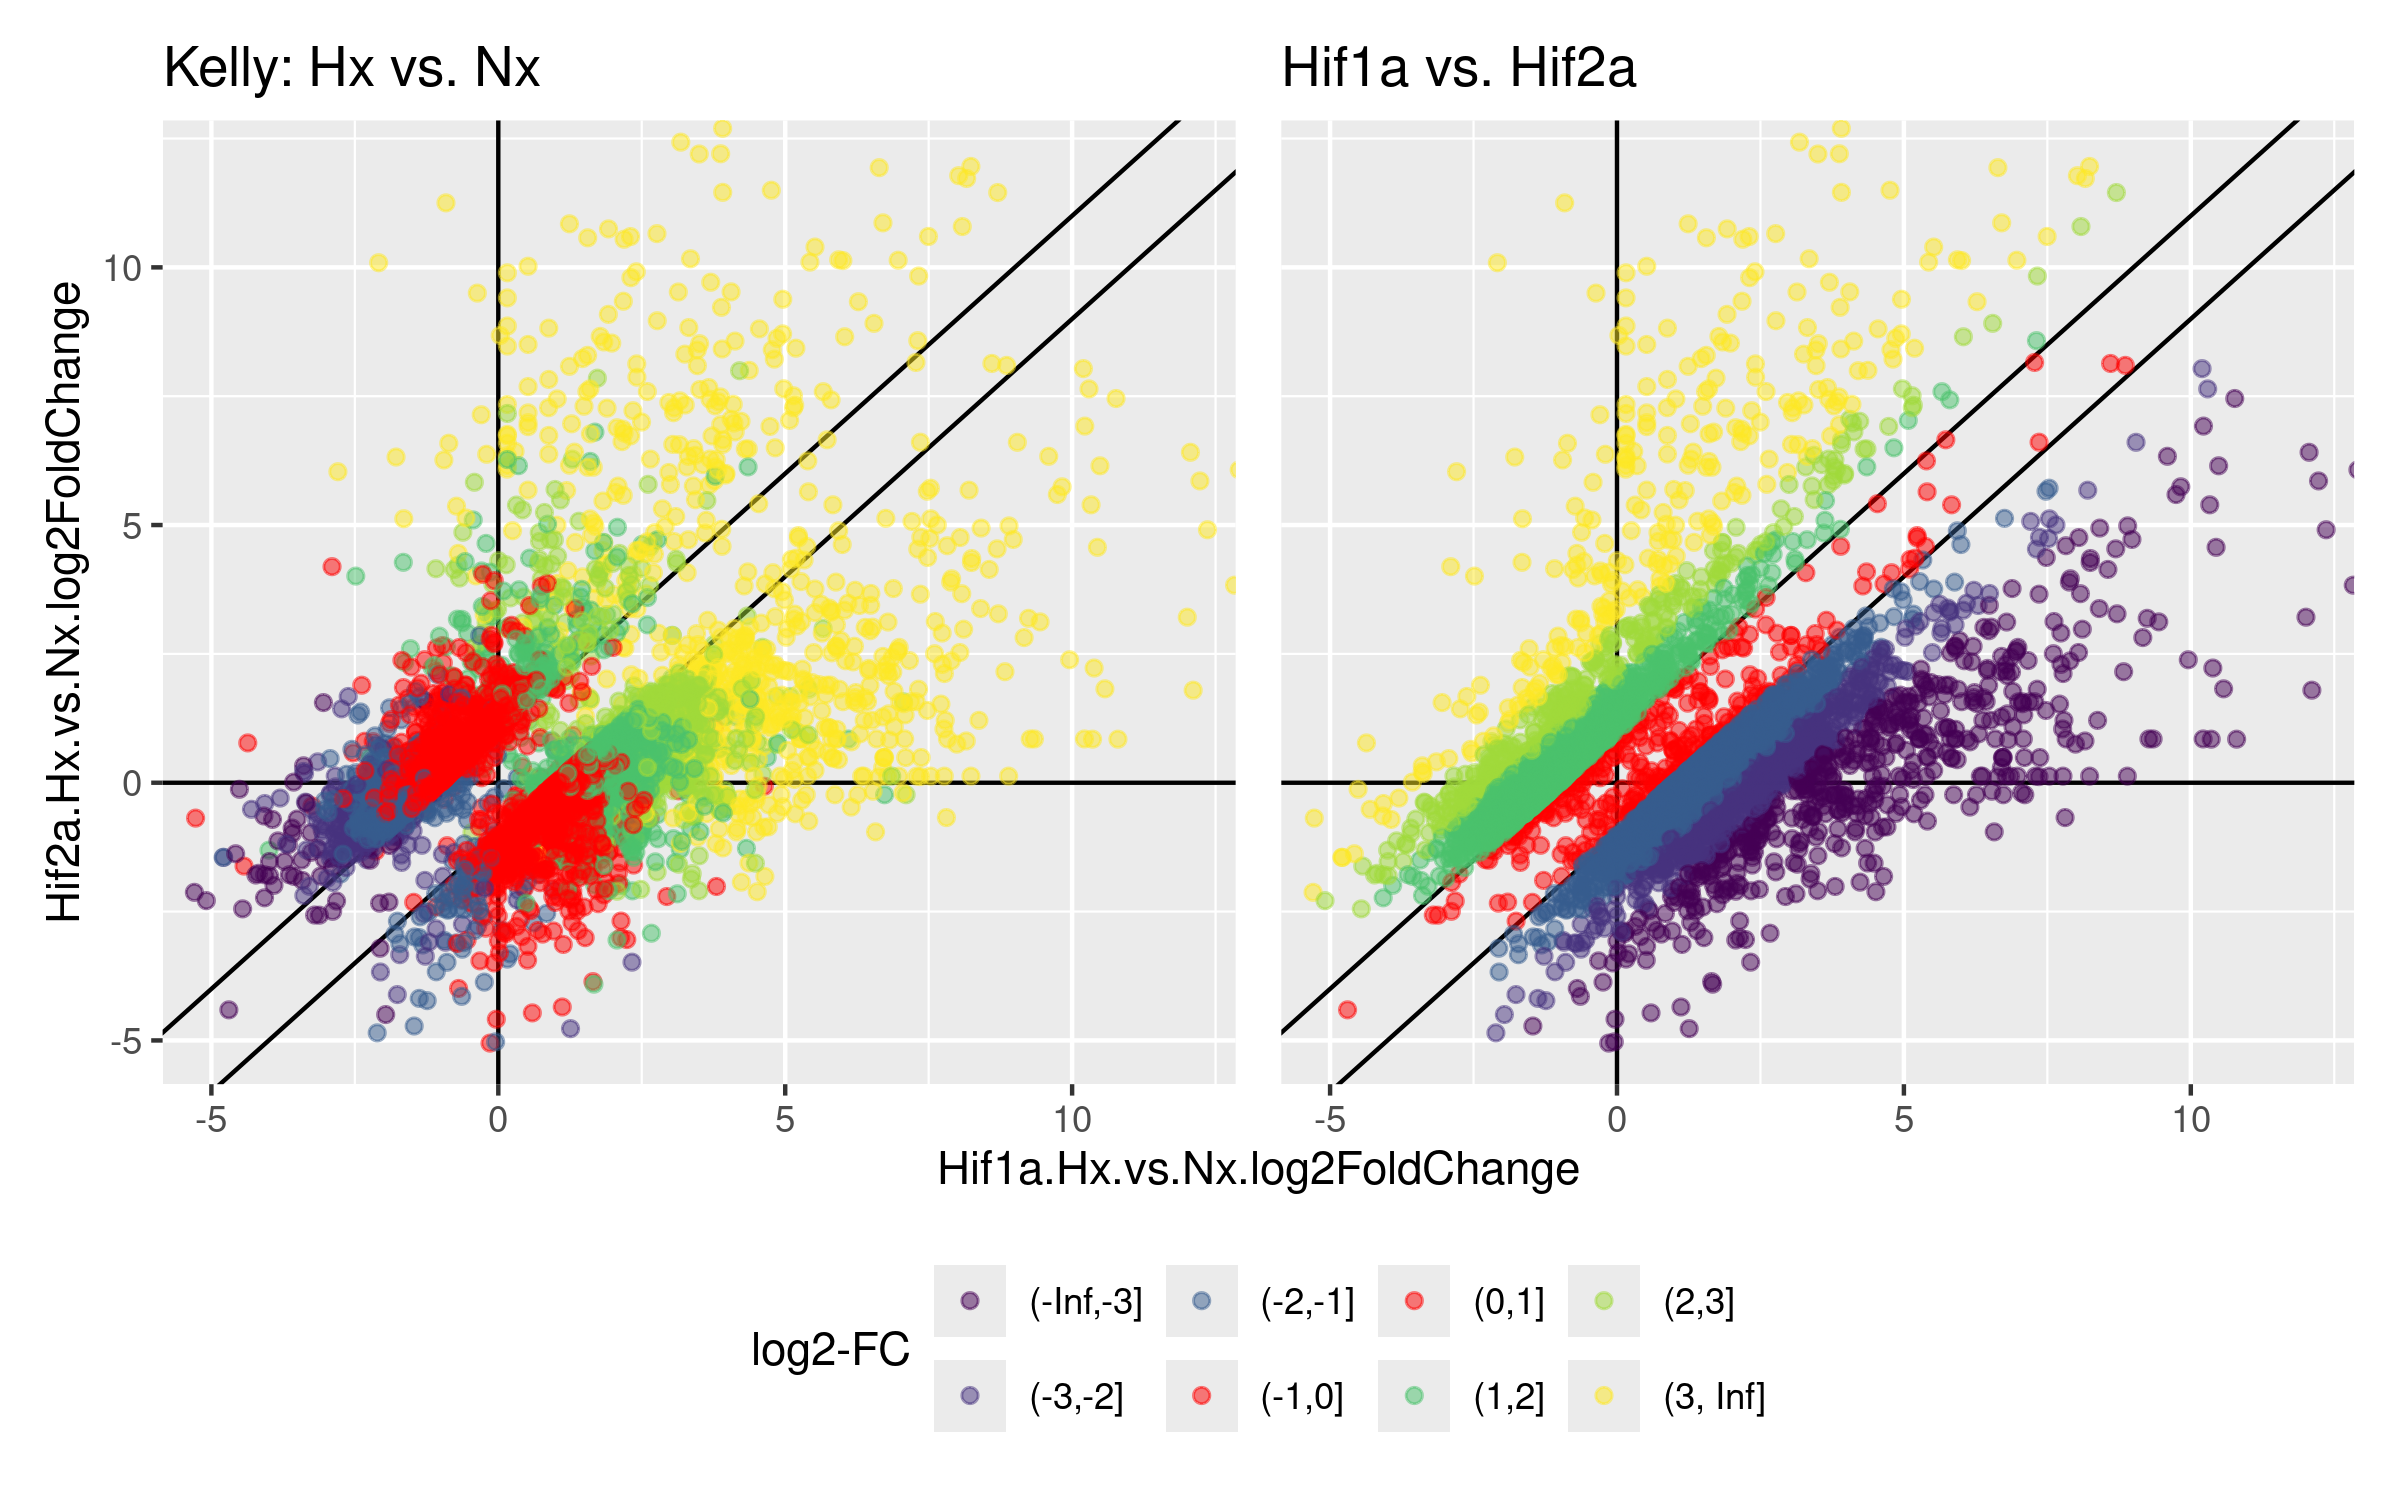 Kelly: Hx vs. Nx
Hif1a vs. Hif2a
Hif2a.Hx.vs.Nx.log2FoldChange
10
5
0
-5
-5 0 5 10
-5 0 5 10
Hif1a.Hx.vs.Nx.log2FoldChange
log2-FC
(-Inf,-3] (-2,-1] (0,1] (2,3]
(-3,-2] (-1,0] (1,2] (3, Inf]